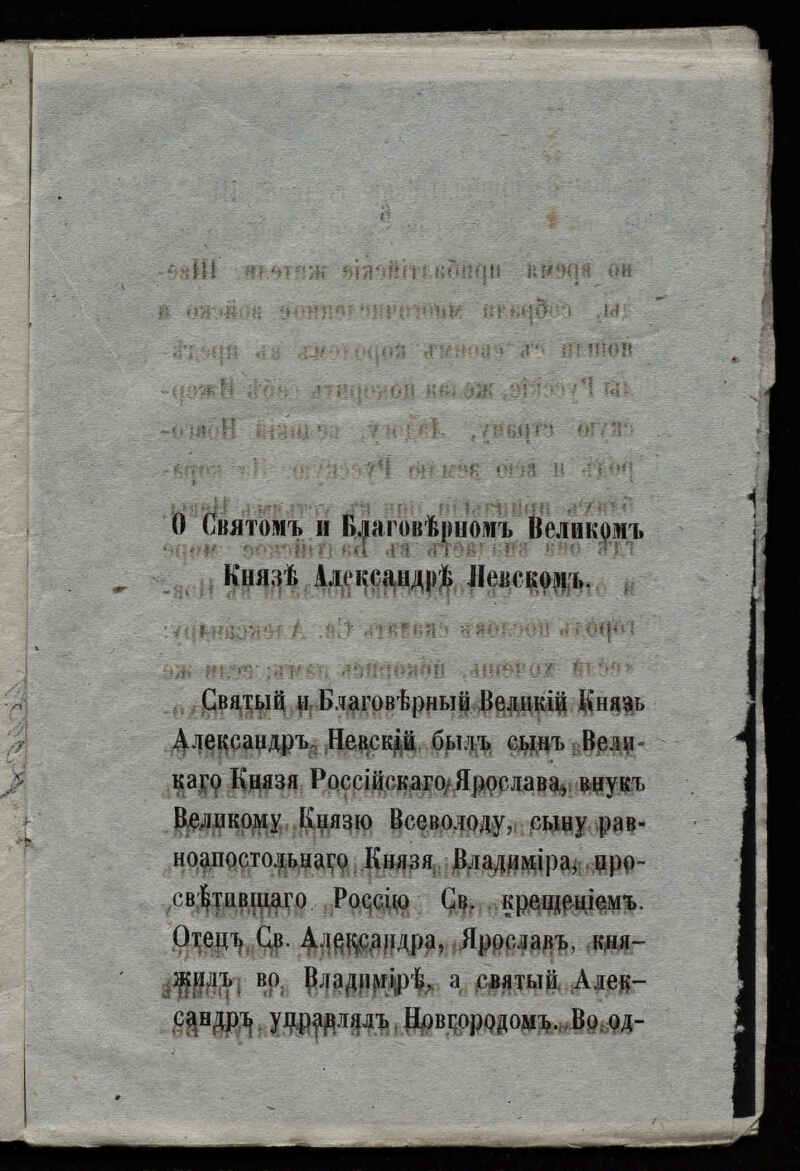 О Святомъ и Благовѣрномъ Великомъ
Князѣ Александрѣ Невскомъ.
Святый и Благовѣрный Великій Князь
Александръ Невскій былъ сынъ Вели-
каго Князя Россійскаго Ярослава, внукъ
Великому Князю Всеволоду, сыну рав-
ноапостольнаго Князя Владиміра, про-
свѣтившаго Россію Св. крещеніемъ.
Отецъ Св. Александра, Ярославъ, кня-
жилъ во Владимірѣ, а святый Алек-
сандръ управлялъ Новгородомъ. Во од-